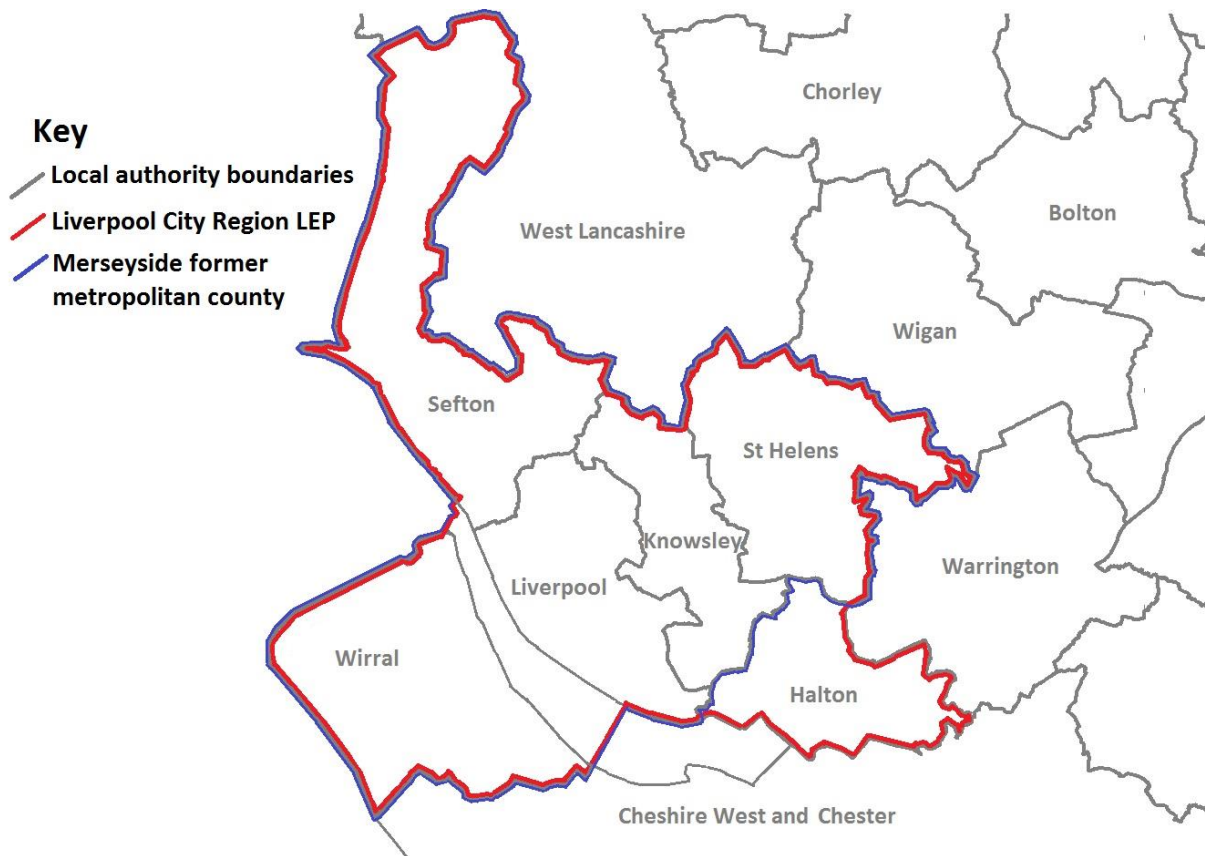 Key
Local authority boundaries
Liverpool City Region LEP
Merseyside former
metropolitan county
Chorley
Bolton
West Lancashire
Wigan
Sefton
St Helens
Knowsley
Liverpool
Warrington
Wirral
Halton
Cheshire West and  Chester